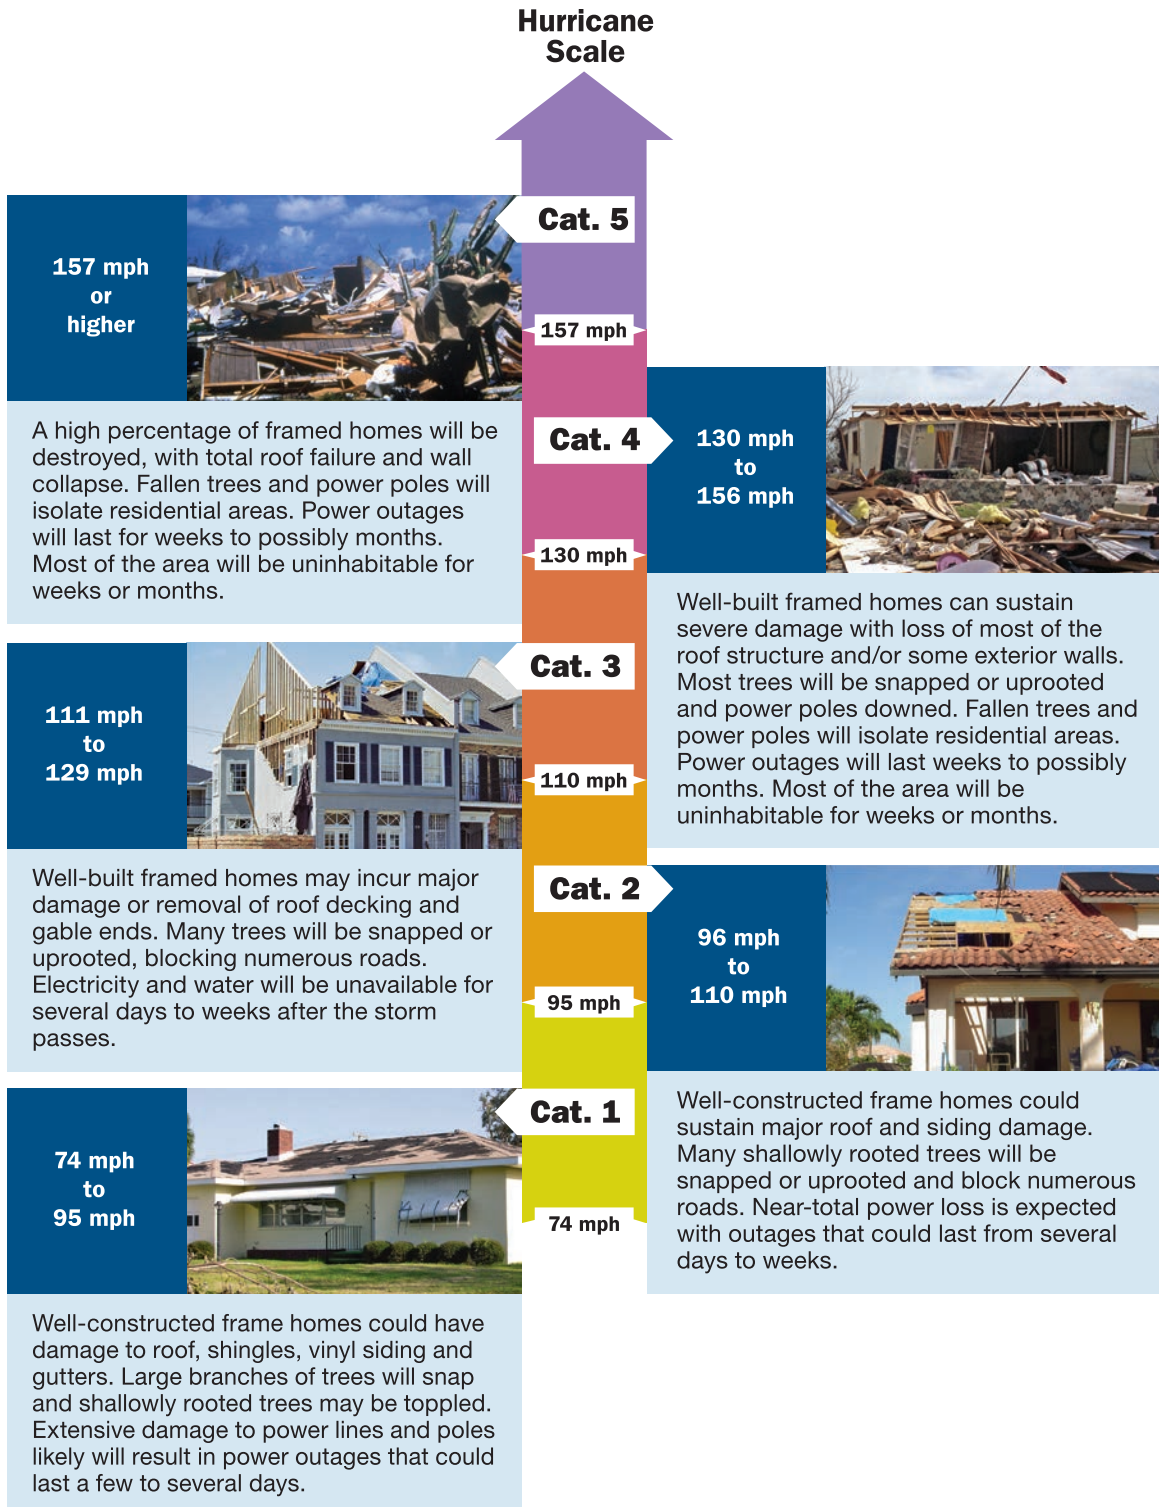 Hurricane
Scale
Cat. 5
157 mph
or
higher
A high percentage of framed homes will be
destroyed, with total roof failure and wall
collapse. Fallen trees and power poles will
isolate residential areas. Power outages
will last for weeks to possibly months.
Most of the area will be uninhabitable for
weeks or months.
157 mph
Cat. 4
130 mph
to
156 mph
Well-built framed homes can sustain
severe damage with loss of most of the
roof structure and/or some exterior walls.
Most trees will be snapped or uprooted
and power poles downed. Fallen trees and
power poles will isolate residential areas.
Power outages will last weeks to possibly
months. Most of the area will be
uninhabitable for weeks or months.
130 mph
Cat. 3
111 mph
to
129 mph
Well-built framed homes may incur major
damage or removal of roof decking and
gable ends. Many trees will be snapped or
uprooted, blocking numerous roads.
Electricity and water will be unavailable for
several days to weeks after the storm
passes.
110 mph
Cat. 2
96 mph
to
110 mph
Well-constructed frame homes could
sustain major roof and siding damage.
Many shallowly rooted trees will be
snapped or uprooted and block numerous
roads. Near-total power loss is expected
with outages that could last from several
days to weeks.
95 mph
Cat. 1
74 mph
to
95 mph
Well-constructed frame homes could have
damage to roof, shingles, vinyl siding and
gutters. Large branches of trees will snap
and shallowly rooted trees may be toppled.
Extensive damage to power lines and poles
likely will result in power outages that could
last a few to several days.
74 mph